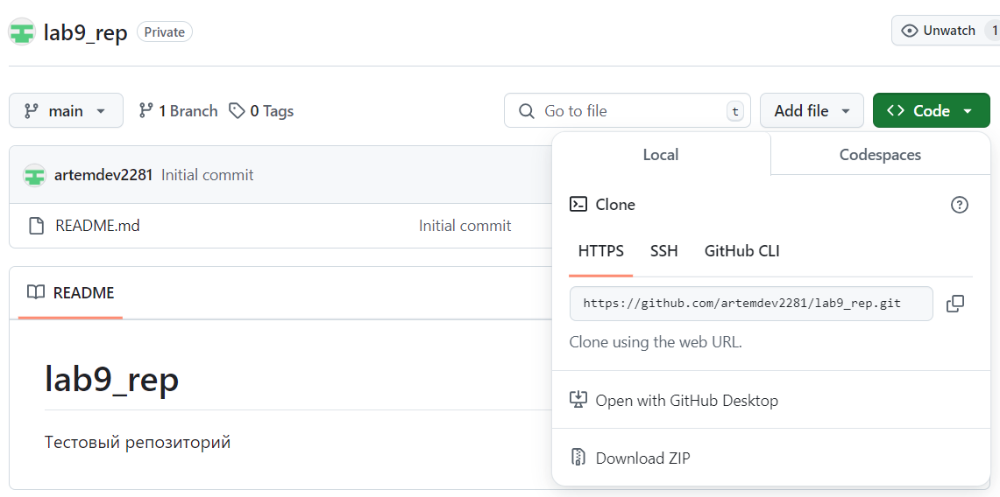 lab9_rep Private Unwatch 1
main 1 Branch 0 Tags Go to file t Add file Code
Local Codespaces
artemdev2281 Initial commit
Clone
README.md Initial commit
HTTPS SSH GitHub CLI
README
https://github.com/artemdev2281/lab9_rep.git
Clone using the web URL.
lab9_rep
Open with GitHub Desktop
Тестовый репозиторий
Download ZIP